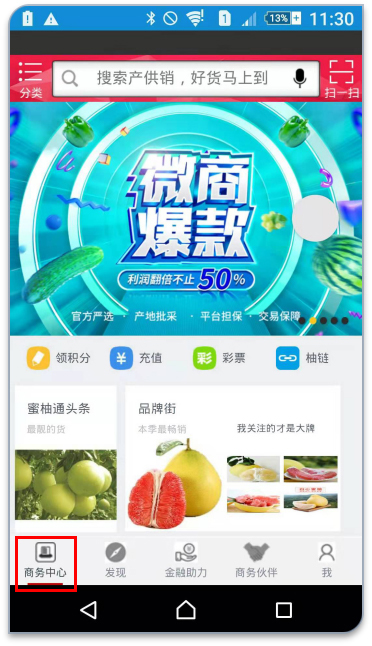 1 13% 11:30
分类
搜索产供销，好货马上到
扫一扫
微商
爆款
利润翻倍不止50%
官方严选 · 产地批采 · 平台担保 · 交易保障
领积分 充值 彩 彩票 柚链
蜜柚通头条
最靓的货
品牌街
本季最畅销
我关注的才是大牌
商务中心 发现 金融助力 商务伙伴 我